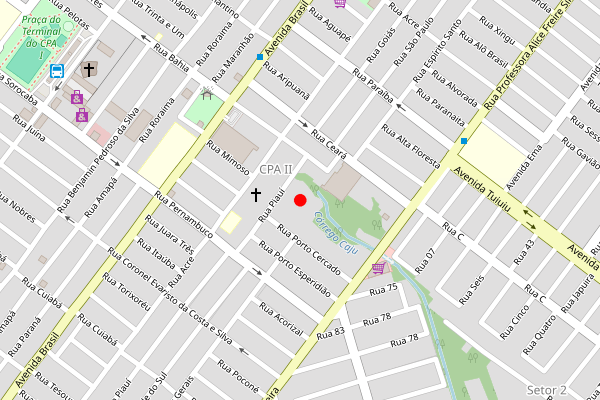 Rua Pelotas
Rua Trinta e Um
Avenida Brasil
Rua Aguapé
Rua Acre
Rua Goiás
Rua São Paulo
Rua Espírito Santo
Rua Xingu
Rua Alô Brasil
Rua Professora Alice Freire Silva
Praça do
Terminal
do CPA
I
Rua Bahia
Rua Roraima
Rua Maranhão
Rua Aripuanã
Rua Paraíba
Rua Alvorada
Rua Paranaíta
Rua Sorocaba
Rua Juína
Rua Benjamin Pedroso da Silva
Rua Roraima
Rua Mimoso
CPA II
Rua Ceará
Rua Alta Floresta
Rua Gavião
Avenida Ema
Avenida Tuiuiú
Avenida
Rua Nobres
Rua Amapá
Rua Pernambuco
Rua Piauí
Córrego Caju
Rua C
Rua Juara Três
Rua Itaúba
Rua Acre
Rua Porto Cercado
Rua Porto Esperidião
Rua 07
Rua 43
Rua Japuíra
Rua Cuiabá
Rua Coronel Evaristo da Costa e Silva
Rua Torixoréu
Rua Acorizal
Rua 75
Rua 78
Rua 83
Rua 78
Rua Seis
Rua C
Rua Cinco
Rua Quatro
Rua Paraná
Avenida Brasil
Rua Cuiabá
Rua Poconé
Setor 2